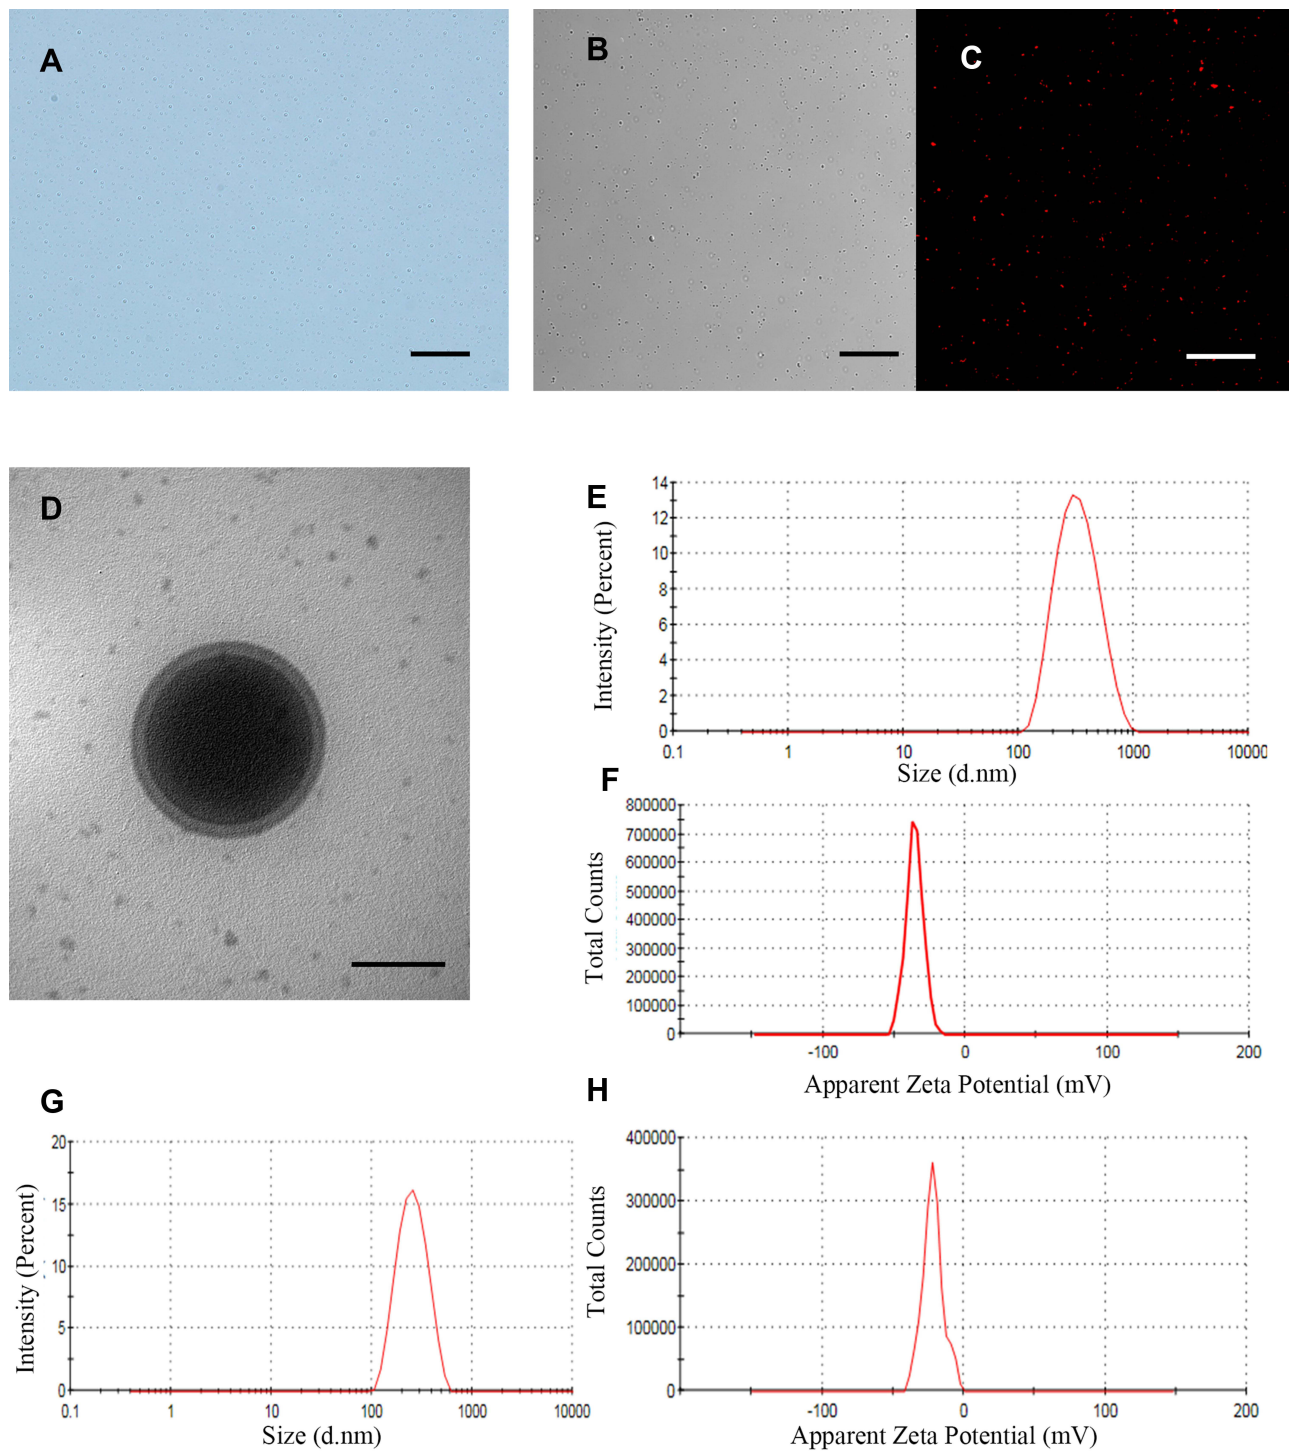 A
B
C
D
E
14
12
10
8
6
4
2
0
Intensity (Percent)
0.1
1
10
100
1000
10000
Size (d.nm)
F
800000
700000
600000
500000
400000
300000
200000
100000
0
Total Counts
-100
0
100
200
Apparent Zeta Potential (mV)
G
20
15
10
5
0
Intensity (Percent)
0.1
1
10
100
1000
10000
Size (d.nm)
H
400000
300000
200000
100000
0
Total Counts
-100
0
100
200
Apparent Zeta Potential (mV)